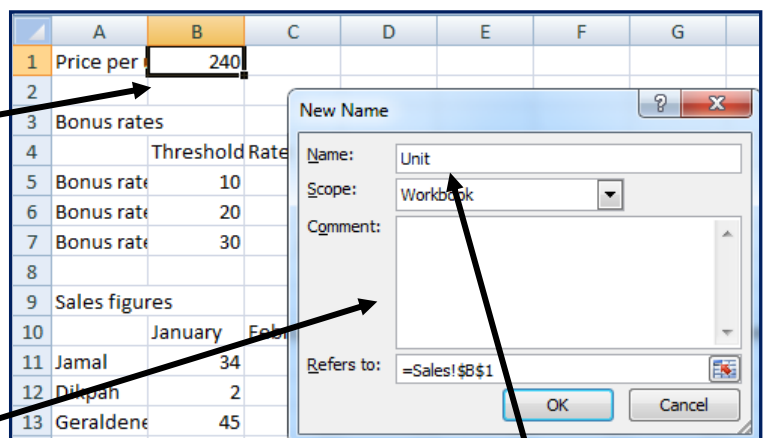 A B C D E F G
1 Price per 240
2
3 Bonus rates
4 Threshold Rate
5 Bonus rate 10
6 Bonus rate 20
7 Bonus rate 30
8
9 Sales figures
10 January Febr
11 Jamal 34
12 Dikpah 2
13 Geraldene 45
New Name
Name: Unit
Scope: Workbook
Comment:
Refers to: =Sales!$B$1
OK Cancel